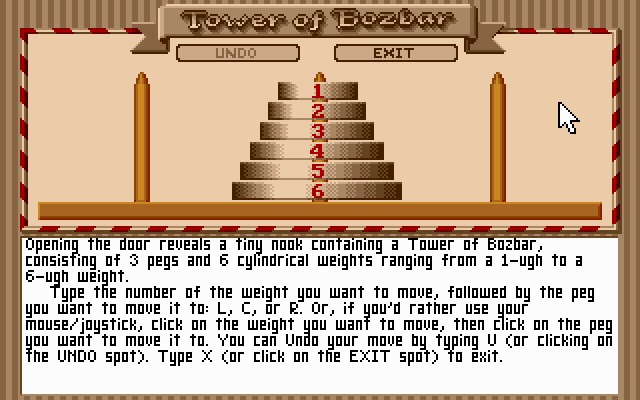 Tower of Bozbar
UNDO EXIT
1
2
3
4
5
6
Opening the door reveals a tiny nook containing a Tower of Bozbar,
consisting of 3 pegs and 6 cylindrical weights ranging from a 1-ugh to a
6-ugh weight.
Type the number of the weight you want to move, followed by the peg
you want to move it to: L, C, or R. Or, if you'd rather use your
mouse/joystick, click on the weight you want to move, then click on the peg
you want to move it to. You can Undo your move by typing U (or clicking on
the UNDO spot). Type X (or click on the EXIT spot) to exit.